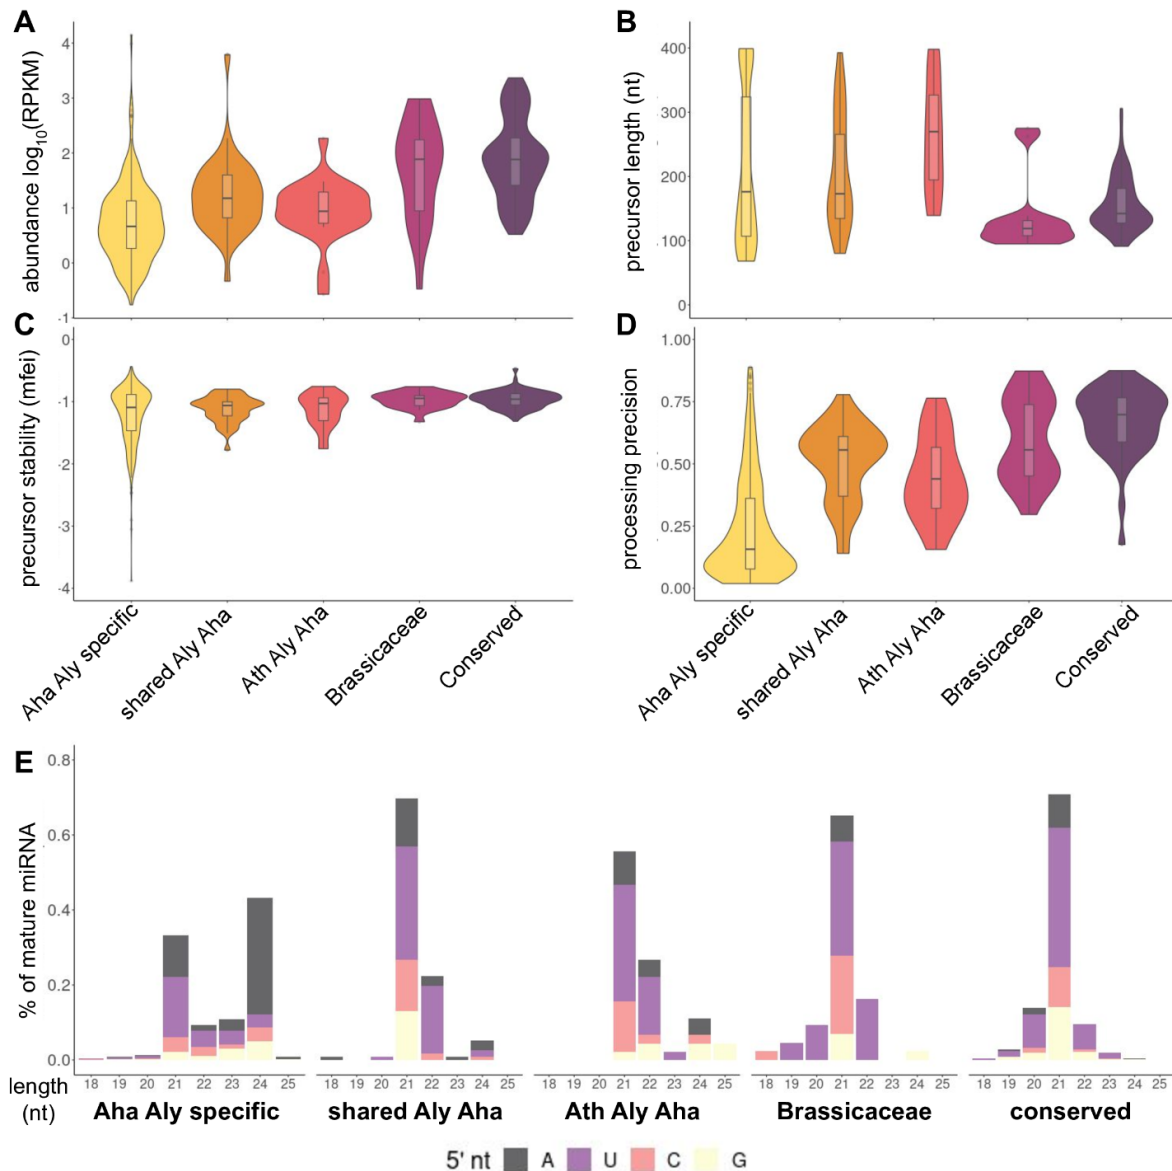 A
abundance log10(RPKM)
4
3
2
1
0
-1
B
precursor length (nt)
400
300
200
100
0
C
precursor stability (mfei)
0
-1
-2
-3
-4
Aha Aly specific
shared Aly Aha
Ath Aly Aha
Brassicaceae
Conserved
D
processing precision
1.00
0.75
0.50
0.25
0.00
Aha Aly specific
shared Aly Aha
Ath Aly Aha
Brassicaceae
Conserved
E
% of mature miRNA
0.8
0.6
0.4
0.2
0.0
length
(nt)
18 19 20 21 22 23 24 25
18 19 20 21 22 23 24 25
18 19 20 21 22 23 24 25
18 19 20 21 22 23 24 25
18 19 20 21 22 23 24 25
Aha Aly specific
shared Aly Aha
Ath Aly Aha
Brassicaceae
conserved
5' nt A U C G